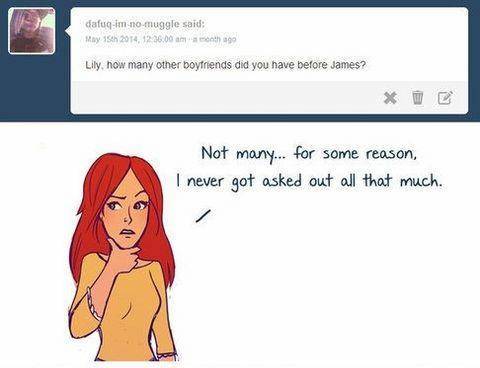 dafuq-im-no-muggle said:
May 15th 2014, 12:36:00 am · a month ago
Lily, how many other boyfriends did you have before James?
Not many... for some reason,
I never got asked out all that much.